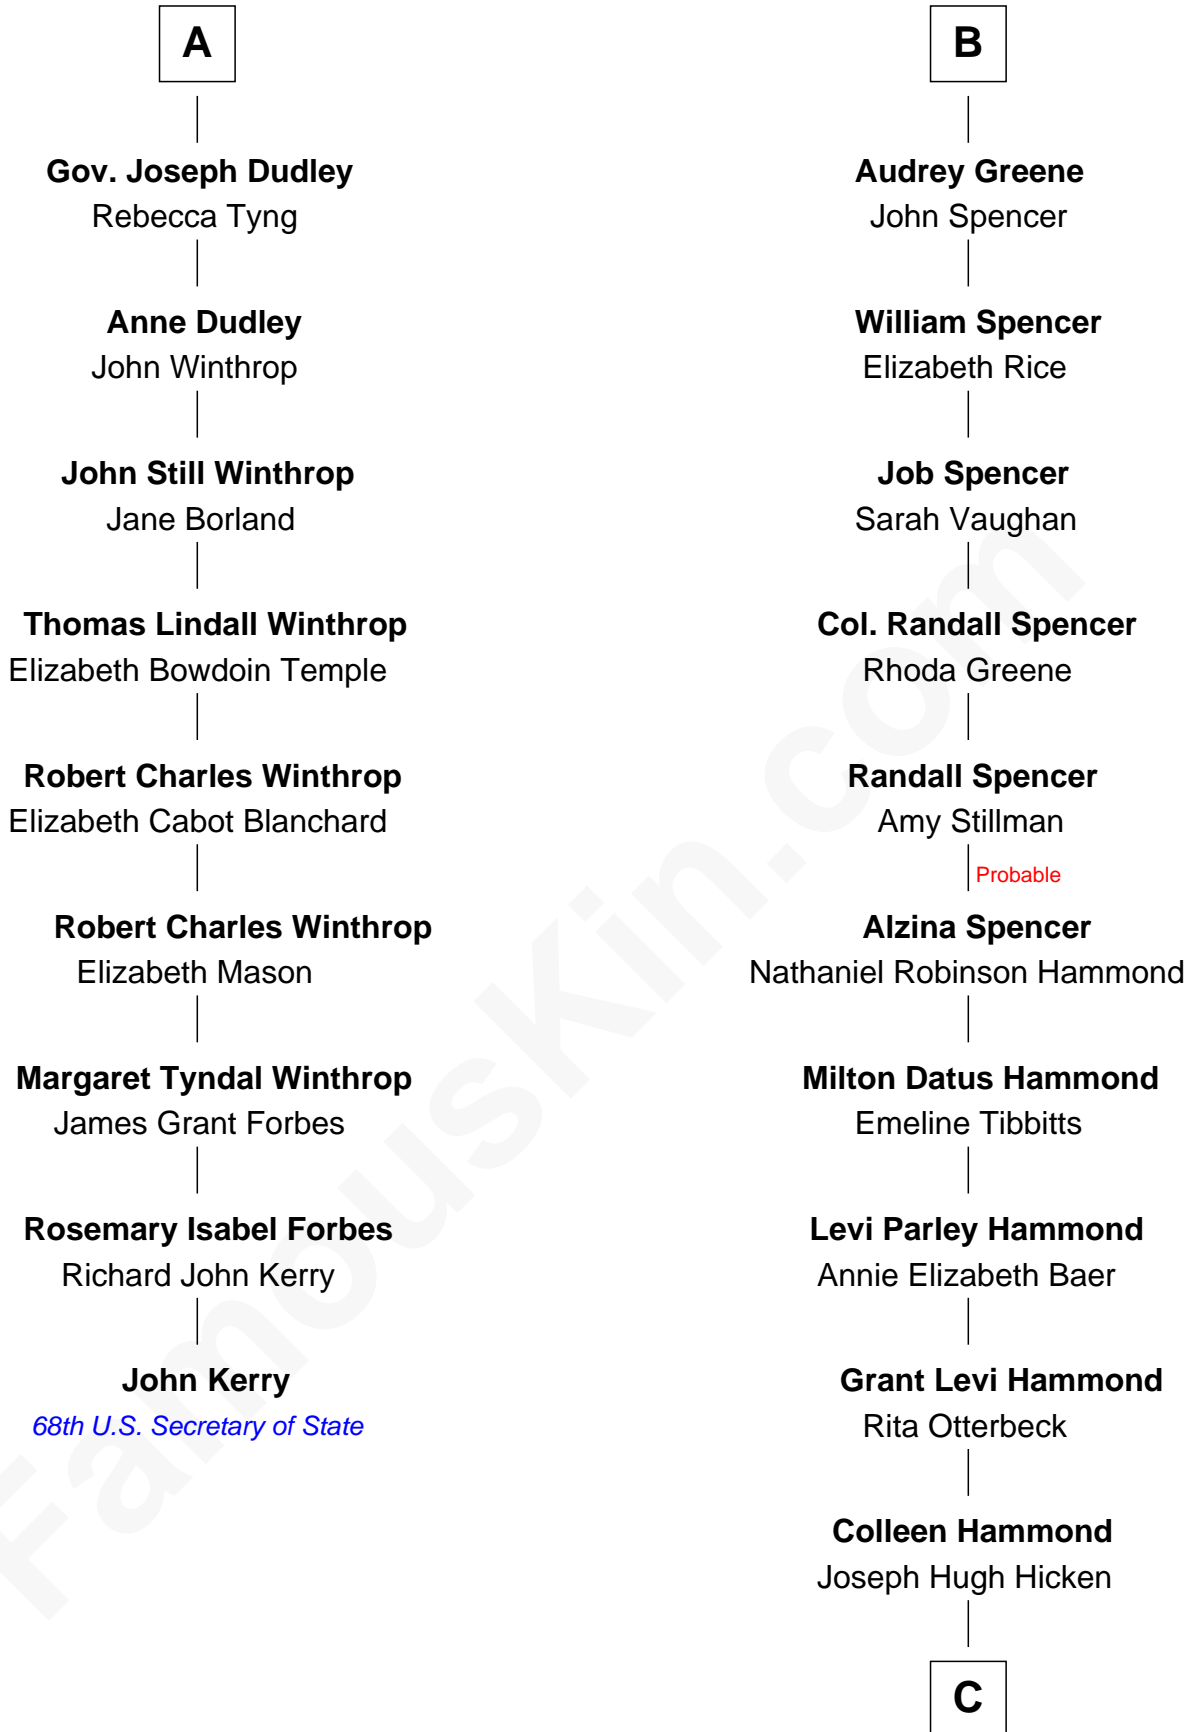 A
Gov. Joseph Dudley
Rebecca Tyng
Anne Dudley
John Winthrop
John Still Winthrop
Jane Borland
Thomas Lindall Winthrop
Elizabeth Bowdoin Temple
Robert Charles Winthrop
Elizabeth Cabot Blanchard
Robert Charles Winthrop
Elizabeth Mason
Margaret Tyndal Winthrop
James Grant Forbes
Rosemary Isabel Forbes
Richard John Kerry
John Kerry
68th U.S. Secretary of State
B
Audrey Greene
John Spencer
William Spencer
Elizabeth Rice
Job Spencer
Sarah Vaughan
Col. Randall Spencer
Rhoda Greene
Randall Spencer
Amy Stillman
Probable
Alzina Spencer
Nathaniel Robinson Hammond
Milton Datus Hammond
Emeline Tibbitts
Levi Parley Hammond
Annie Elizabeth Baer
Grant Levi Hammond
Rita Otterbeck
Colleen Hammond
Joseph Hugh Hicken
C
FamousKin.com